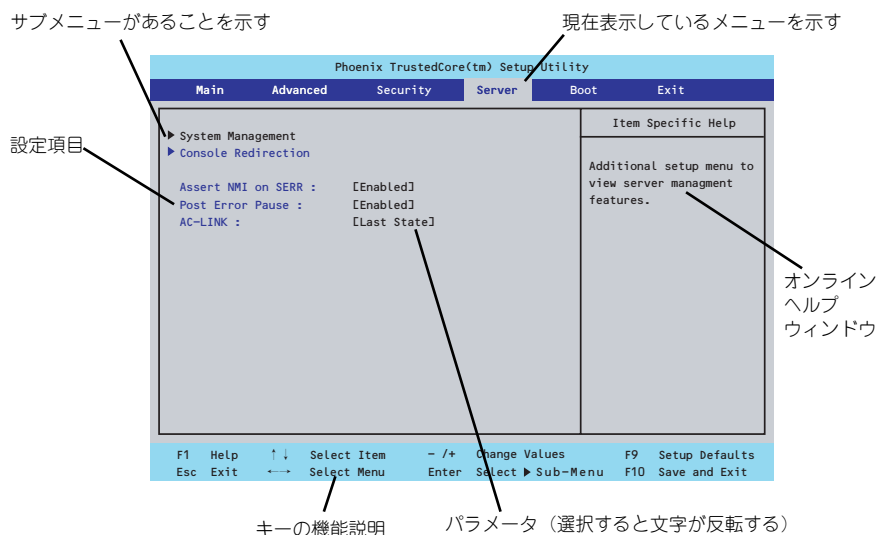 サブメニューがあることを示す
現在表示しているメニューを示す
Phoenix TrustedCore(tm) Setup Utility
Main Advanced Security Server Boot Exit
設定項目
▶ System Management
▶ Console Redirection
Assert NMI on SERR : [Enabled]
Post Error Pause : [Enabled]
AC-LINK : [Last State]
Item Specific Help
Additional setup menu to
view server managment
features.
オンライン
ヘルプ
ウィンドウ
F1 Help ↑↓ Select Item - /+ Change Values F9 Setup Defaults
Esc Exit ←→ Select Menu Enter Select ▶ Sub-Menu F10 Save and Exit
キーの機能説明
パラメータ（選択すると文字が反転する）